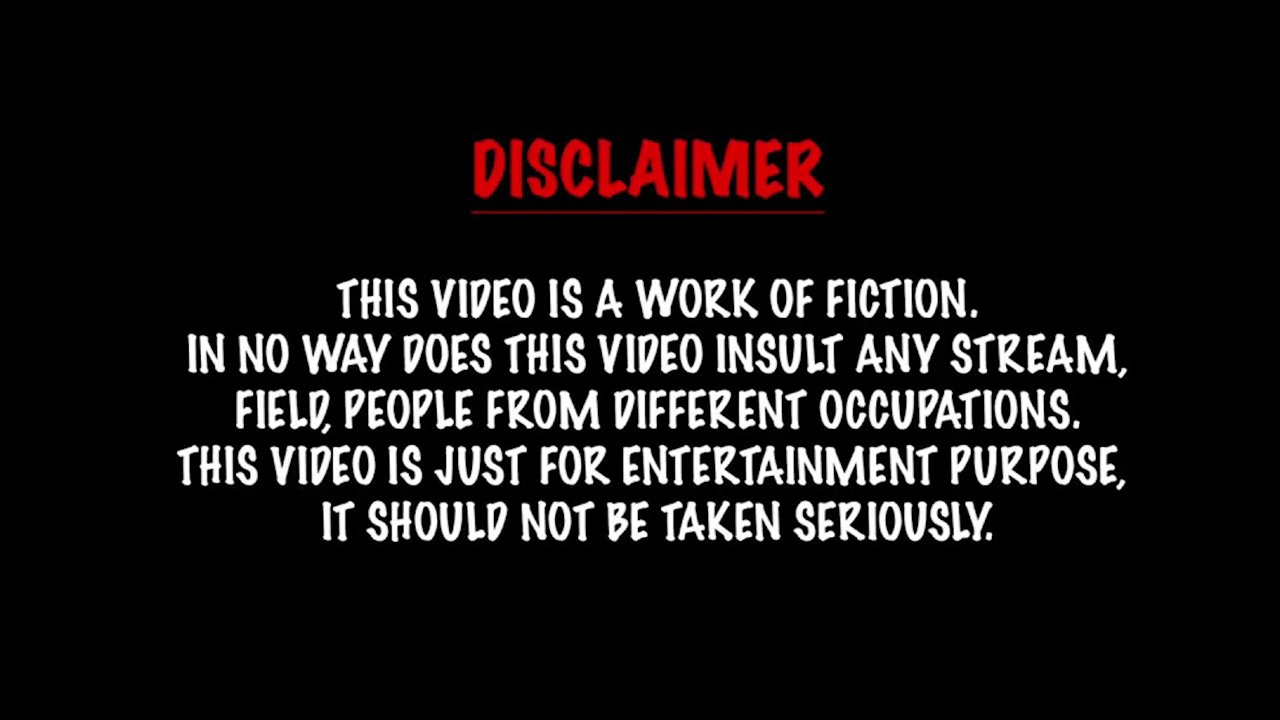 DISCLAIMER
THIS VIDEO IS A WORK OF FICTION.
IN NO WAY DOES THIS VIDEO INSULT ANY STREAM,
FIELD, PEOPLE FROM DIFFERENT OCCUPATIONS.
THIS VIDEO IS JUST FOR ENTERTAINMENT PURPOSE,
IT SHOULD NOT BE TAKEN SERIOUSLY.